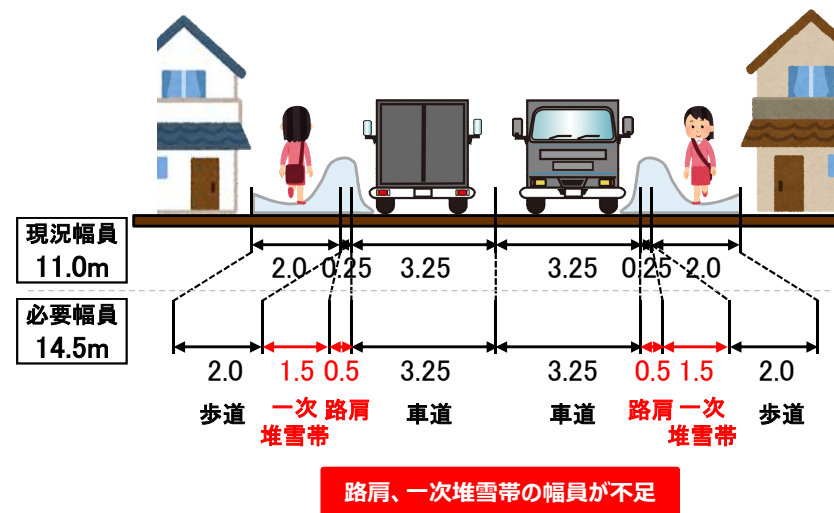 現況幅員
11.0m
2.0 0.25 3.25 3.25 0.25 2.0
必要幅員
14.5m
2.0 1.5 0.5 3.25 3.25 0.5 1.5 2.0
歩道 一次 路肩 車道 車道 路肩 一次 歩道
堆雪帯 堆雪帯
路肩、一次堆雪帯の幅員が不足